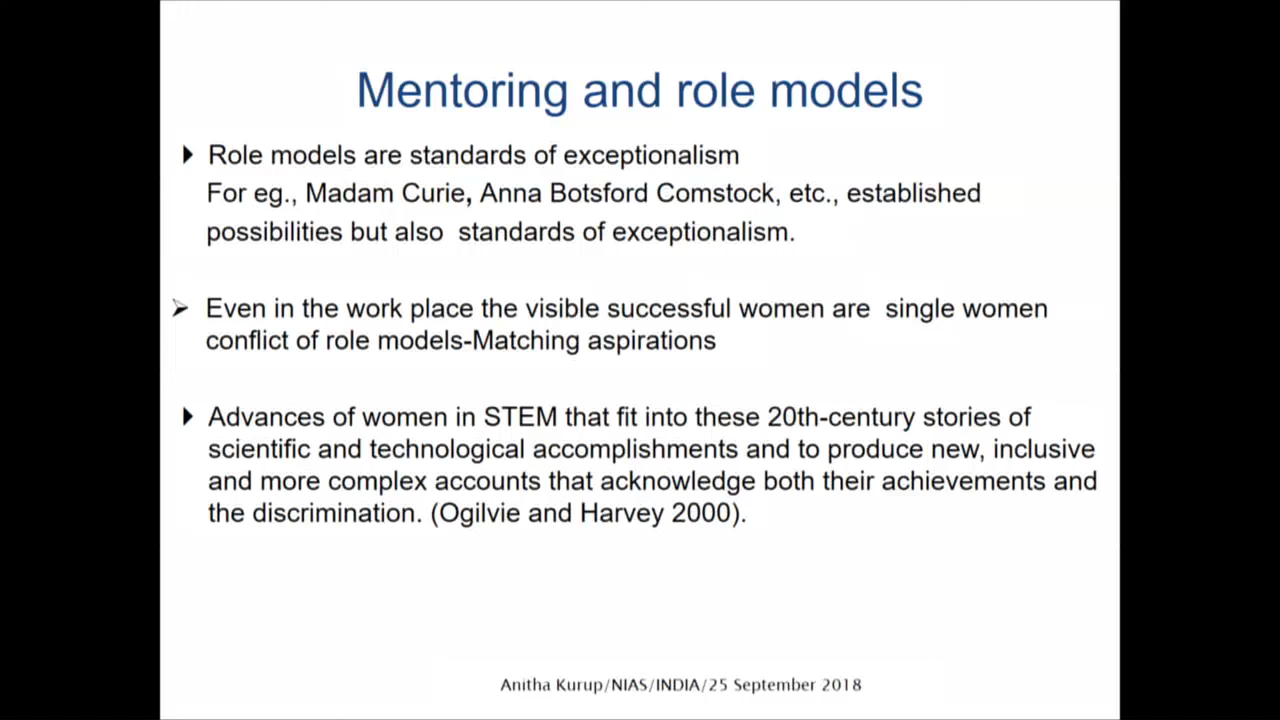 Mentoring and role models
Role models are standards of exceptionalism
For eg., Madam Curie, Anna Botsford Comstock, etc., established
possibilities but also standards of exceptionalism.
Even in the work place the visible successful women are single women
conflict of role models-Matching aspirations
Advances of women in STEM that fit into these 20th-century stories of
scientific and technological accomplishments and to produce new, inclusive
and more complex accounts that acknowledge both their achievements and
the discrimination. (Ogilvie and Harvey 2000).
Anitha Kurup/NIAS/INDIA/25 September 2018